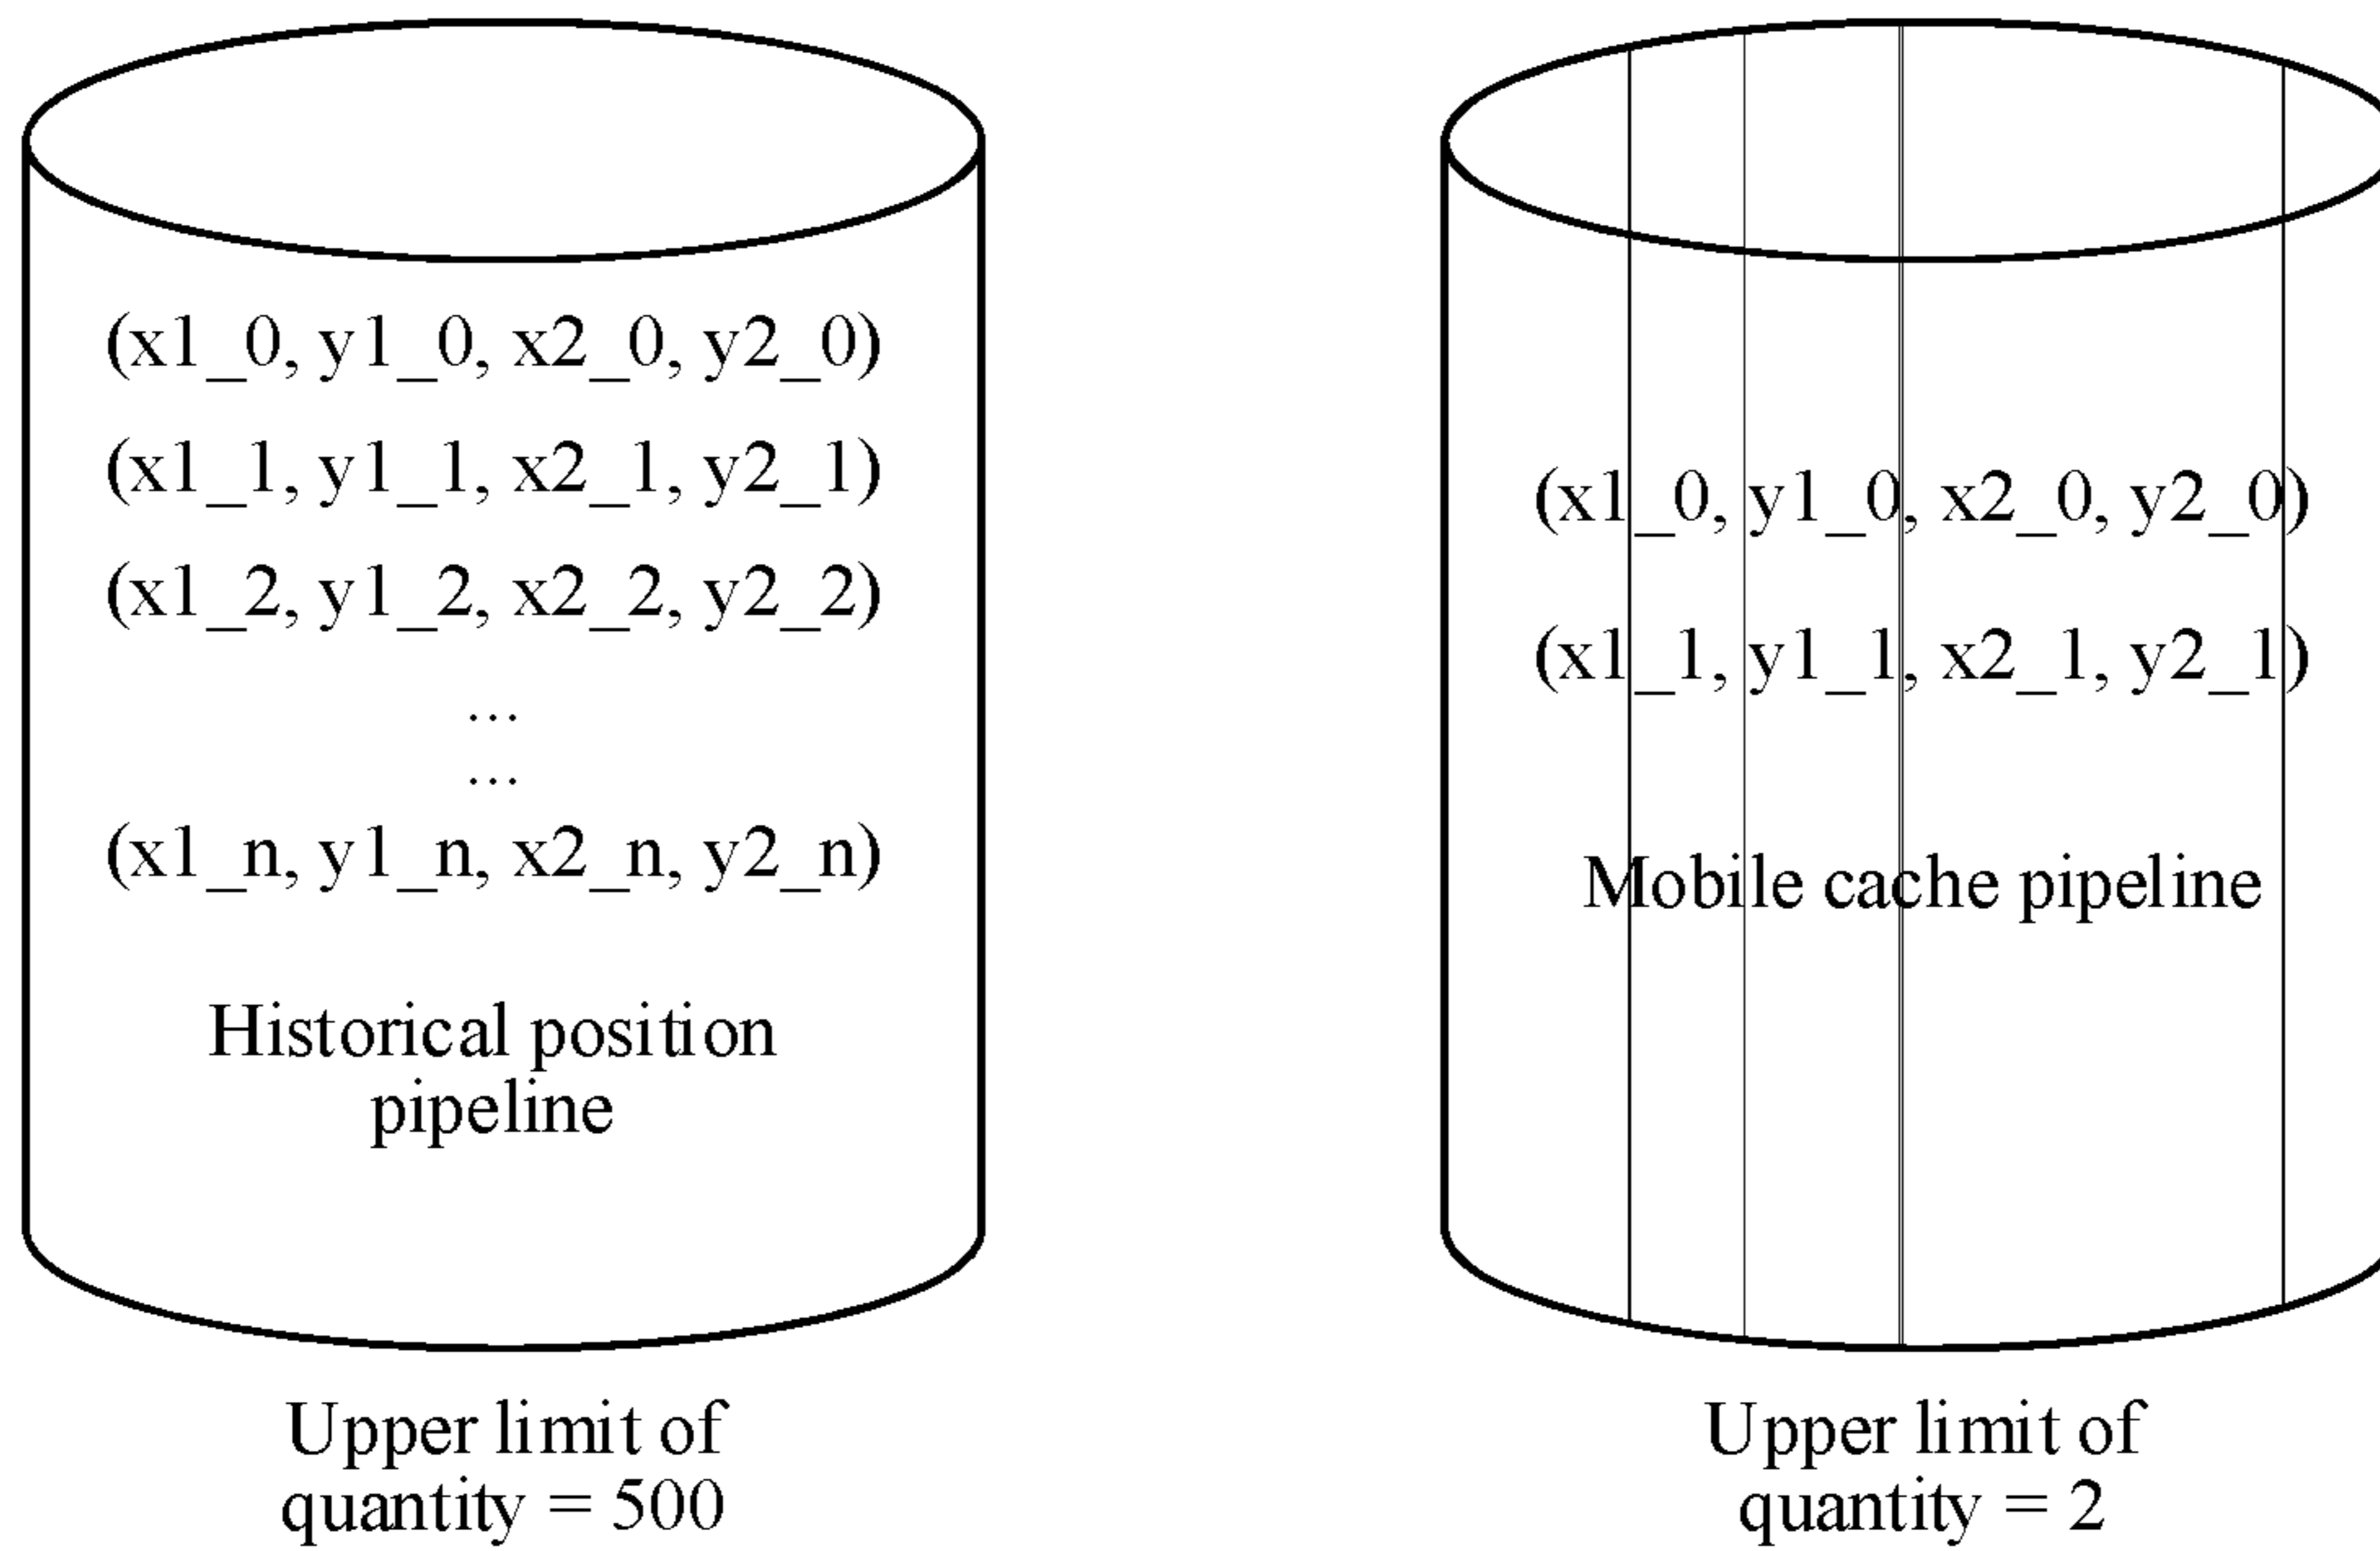 (x1_0, y1_0, x2_0, y2_0)
(x1_1, y1_1, x2_1, y2_1)
(x1_2, y1_2, x2_2, y2_2)
...
...
(x1_n, y1_n, x2_n, y2_n)
Historical position
pipeline
Upper limit of
quantity = 500
(x1_0, y1_0, x2_0, y2_0)
(x1_1, y1_1, x2_1, y2_1)
Mobile cache pipeline
Upper limit of
quantity = 2